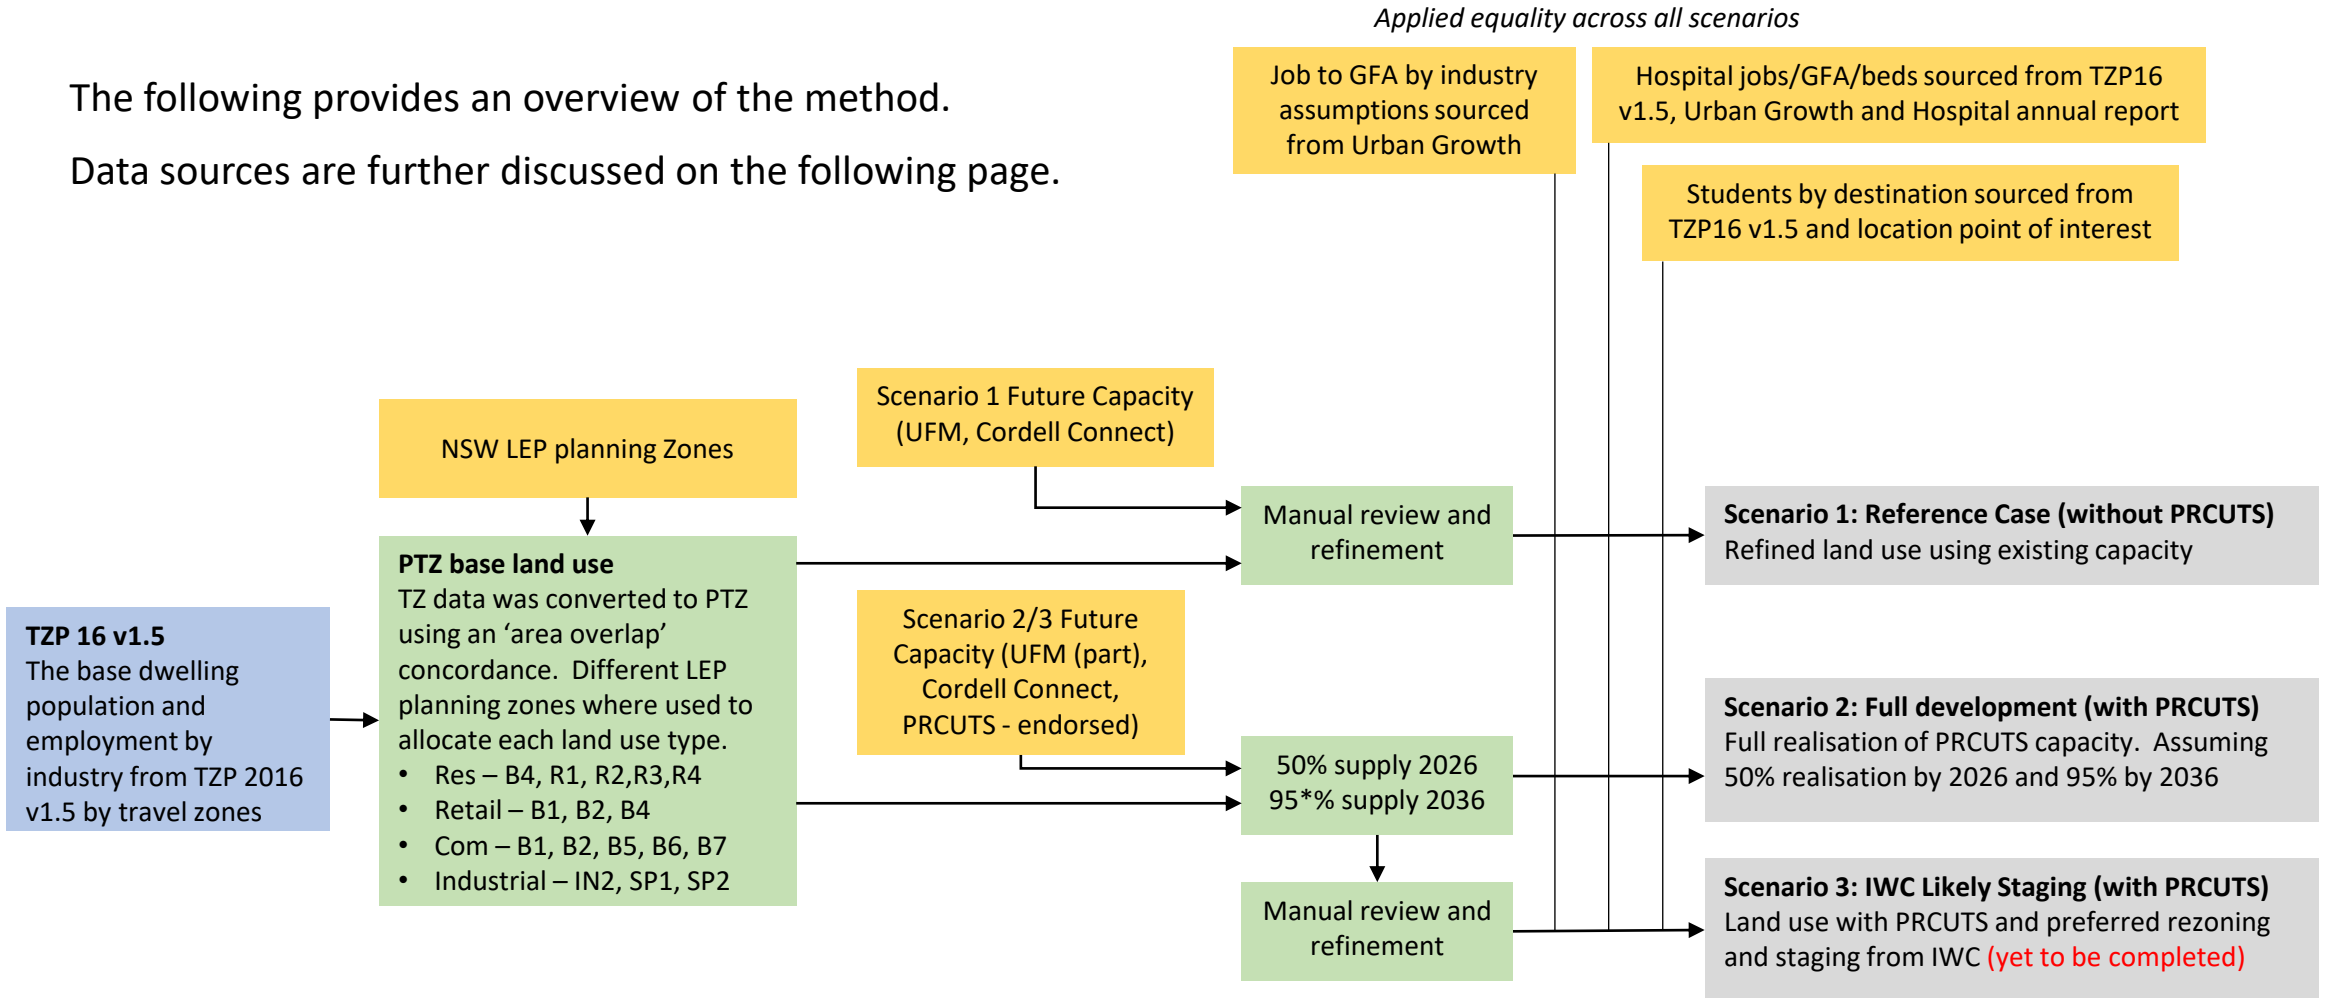 Applied equality across all scenarios
The following provides an overview of the method.
Data sources are further discussed on the following page.
Job to GFA by industry
assumptions sourced
from Urban Growth
Hospital jobs/GFA/beds sourced from TZP16
v1.5, Urban Growth and Hospital annual report
Students by destination sourced from
TZP16 v1.5 and location point of interest
TZP 16 v1.5
The base dwelling
population and
employment by
industry from TZP 2016
v1.5 by travel zones
NSW LEP planning Zones
PTZ base land use
TZ data was converted to PTZ
using an ‘area overlap’
concordance.  Different LEP
planning zones where used to
allocate each land use type.
• Res – B4, R1, R2,R3,R4
• Retail – B1, B2, B4
• Com – B1, B2, B5, B6, B7
• Industrial – IN2, SP1, SP2
Scenario 1 Future Capacity
(UFM, Cordell Connect)
Scenario 2/3 Future
Capacity (UFM (part),
Cordell Connect,
PRCUTS - endorsed)
Manual review and
refinement
50% supply 2026
95*% supply 2036
Manual review and
refinement
Scenario 1: Reference Case (without PRCUTS)
Refined land use using existing capacity
Scenario 2: Full development (with PRCUTS)
Full realisation of PRCUTS capacity.  Assuming
50% realisation by 2026 and 95% by 2036
Scenario 3: IWC Likely Staging (with PRCUTS)
Land use with PRCUTS and preferred rezoning
and staging from IWC (yet to be completed)